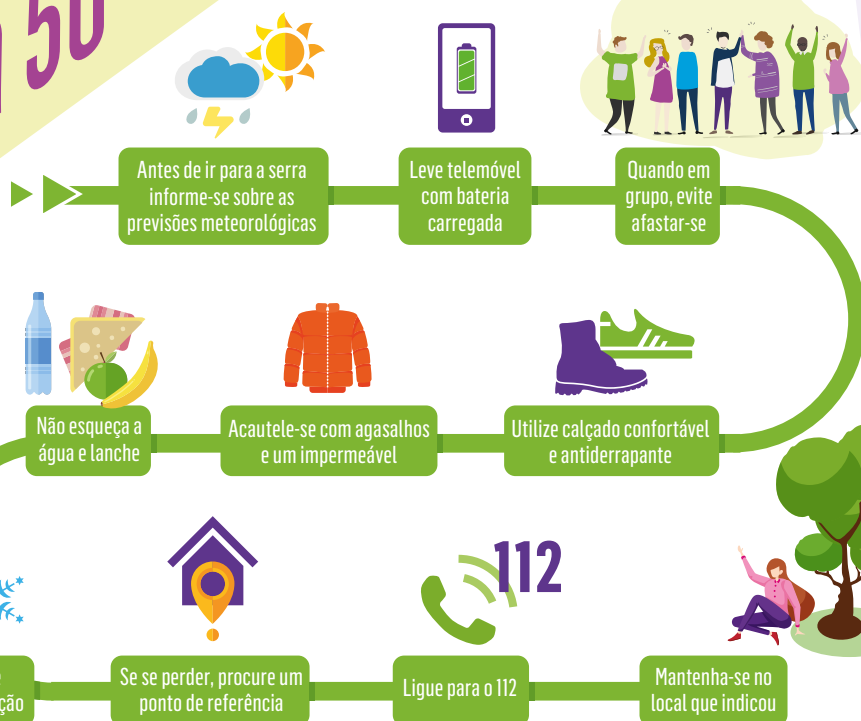 50
Antes de ir para a serra
informe-se sobre as
previsões meteorológicas
Leve telemóvel
com bateria
carregada
Quando em
grupo, evite
afastar-se
Não esqueça a
água e lanche
Acautele-se com agasalhos
e um impermeável
Utilize calçado confortável
e antiderrapante
112
Se se perder, procure um
ponto de referência
Ligue para o 112
Mantenha-se no
local que indicou